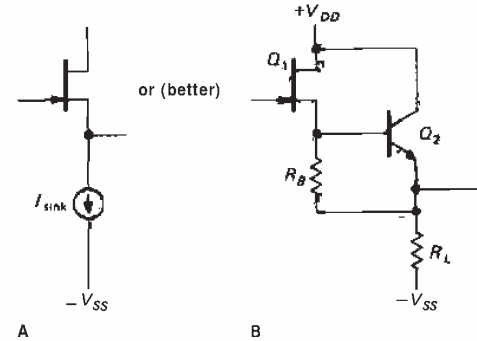 +V_DD
Q_1
or (better)
Q_2
R_B
I_sink
R_L
−V_SS
−V_SS
A
B